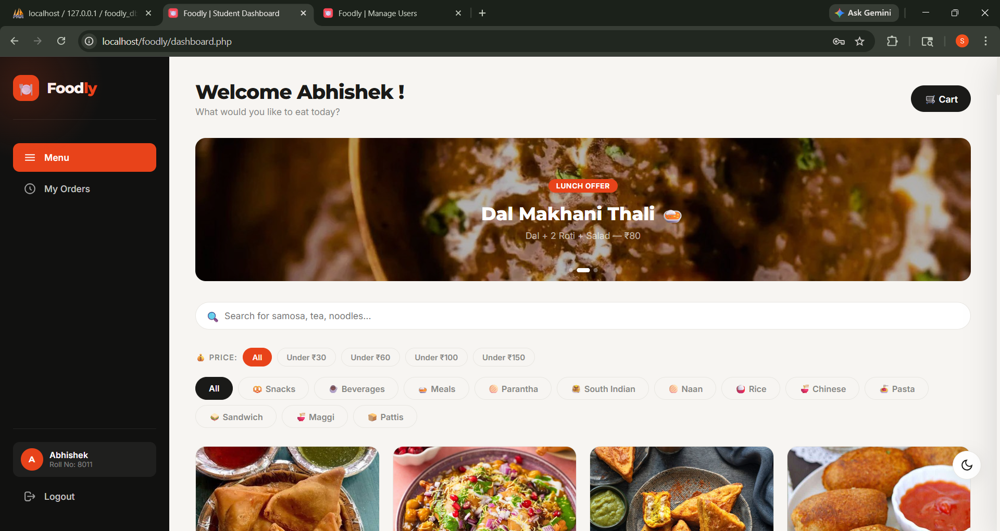 localhost / 127.0.0.1 / foodly_db
Foodly | Student Dashboard
Foodly | Manage Users
Ask Gemini
localhost/foodly/dashboard.php
S
Foodly
Menu
My Orders
A
Abhishek
Roll No: 8011
Logout
Welcome Abhishek !
What would you like to eat today?
Cart
LUNCH OFFER
Dal Makhani Thali
Dal + 2 Roti + Salad — ₹80
Search for samosa, tea, noodles...
PRICE: All Under ₹30 Under ₹60 Under ₹100 Under ₹150
All Snacks Beverages Meals Parantha South Indian Naan Rice Chinese Pasta
Sandwich Maggi Pattis